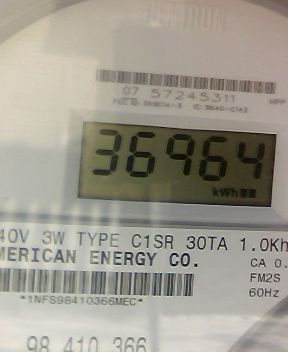 CENTRON
07 57245311
36964
kWh
40V 3W TYPE C1SR 30TA 1.0Kh
MERICAN ENERGY CO.
CA 0.
FM2S
60Hz
*1NFS98410366MEC*
98 410 366